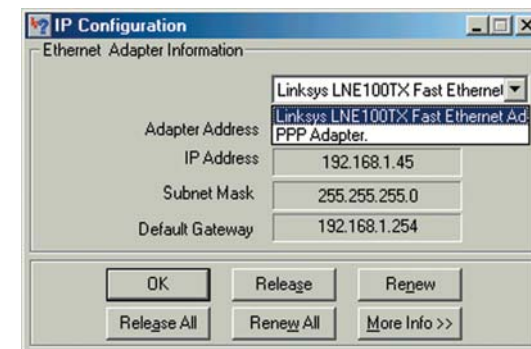 IP Configuration
Ethernet Adapter Information
Linksys LNE100TX Fast Ethernet
Linksys LNE100TX Fast Ethernet Ad
PPP Adapter.
Adapter Address
IP Address 192.168.1.45
Subnet Mask 255.255.255.0
Default Gateway 192.168.1.254
OK Release Renew
Release All Renew All More Info >>